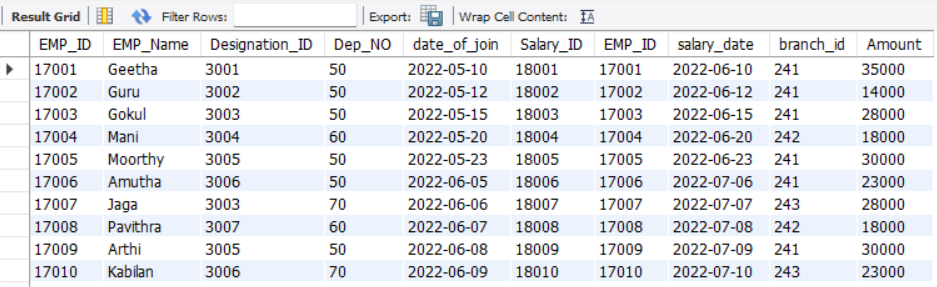 Result Grid Filter Rows: Export: Wrap Cell Content: IA
EMP_ID EMP_Name Designation_ID Dep_NO date_of_join Salary_ID EMP_ID salary_date branch_id Amount
17001 Geetha 3001 50 2022-05-10 18001 17001 2022-06-10 241 35000
17002 Guru 3002 50 2022-05-12 18002 17002 2022-06-12 241 14000
17003 Gokul 3003 50 2022-05-15 18003 17003 2022-06-15 241 28000
17004 Mani 3004 60 2022-05-20 18004 17004 2022-06-20 242 18000
17005 Moorthy 3005 50 2022-05-23 18005 17005 2022-06-23 241 30000
17006 Amutha 3006 50 2022-06-05 18006 17006 2022-07-06 241 23000
17007 Jaga 3003 70 2022-06-06 18007 17007 2022-07-07 243 28000
17008 Pavithra 3007 60 2022-06-07 18008 17008 2022-07-08 242 18000
17009 Arthi 3005 50 2022-06-08 18009 17009 2022-07-09 241 30000
17010 Kabilan 3006 70 2022-06-09 18010 17010 2022-07-10 243 23000